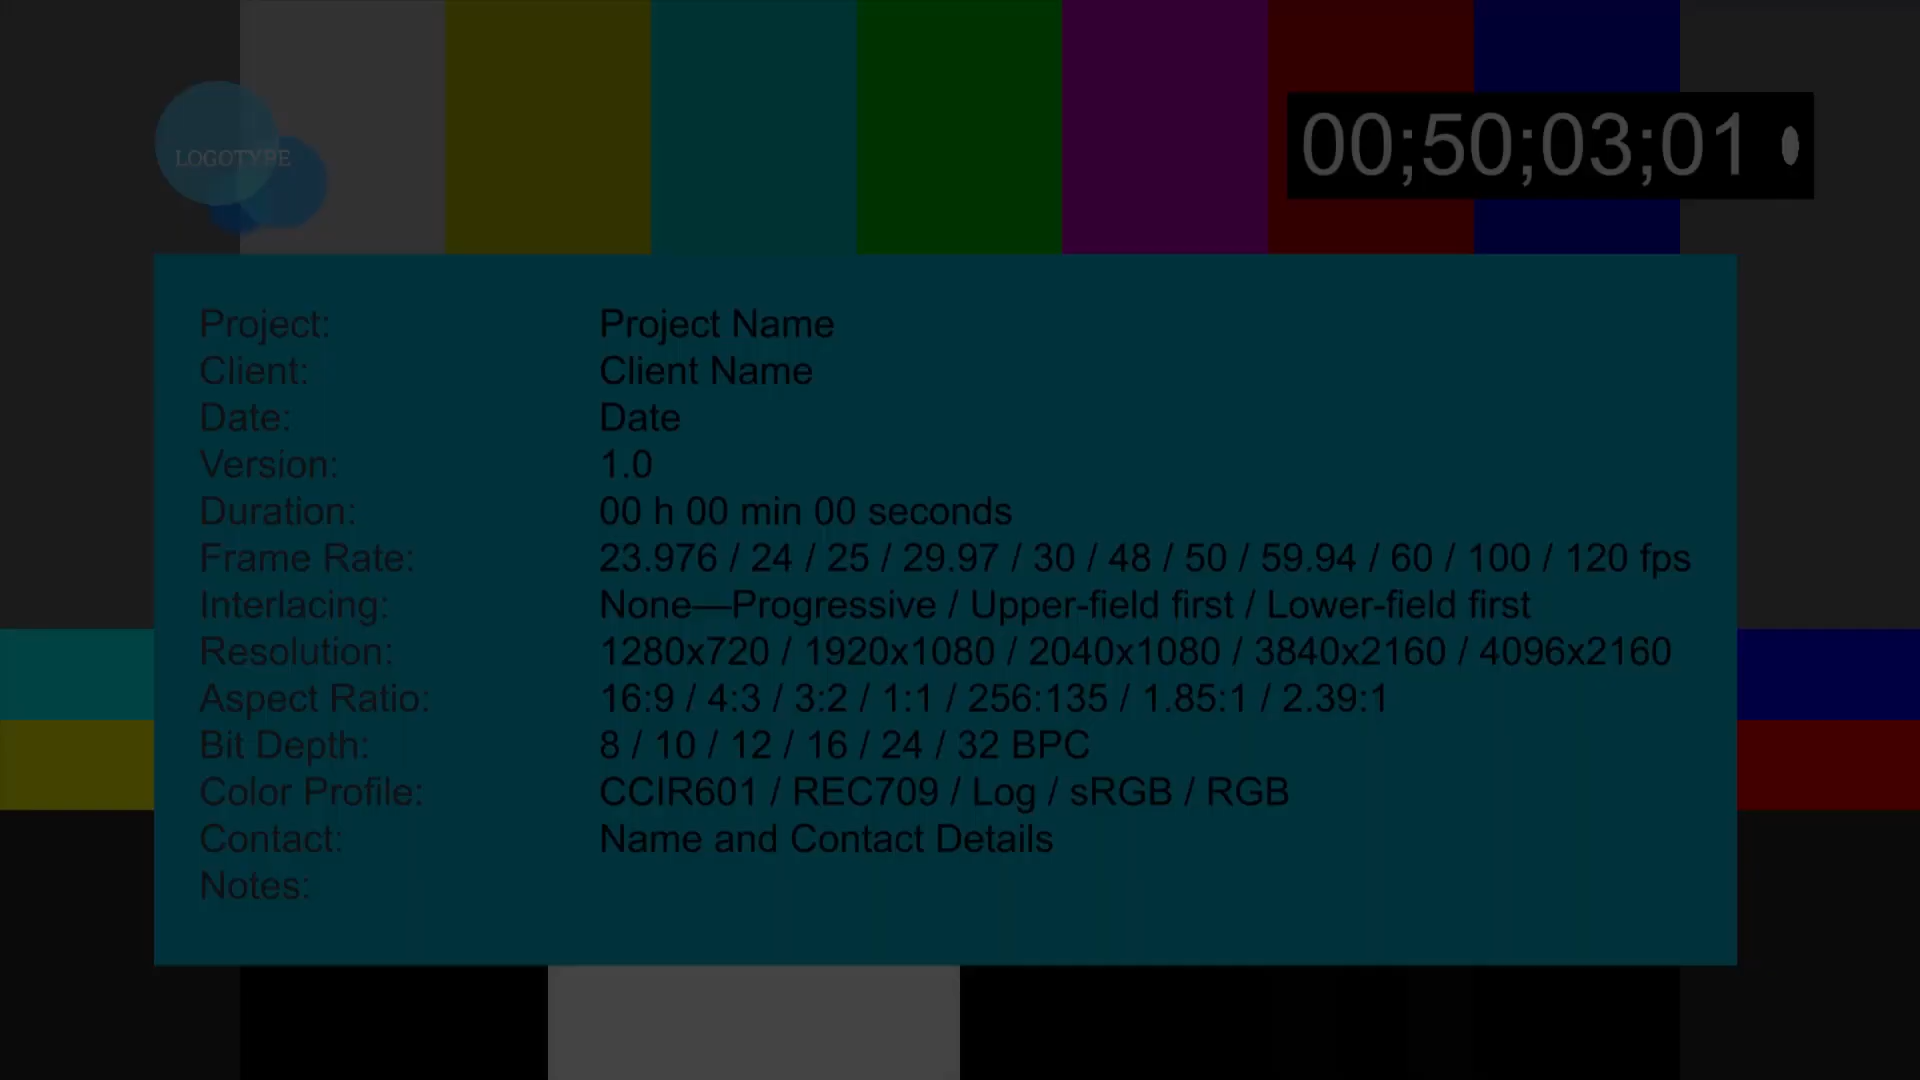 LOGOTYPE
00;50;03;01
Project: Project Name
Client: Client Name
Date: Date
Version: 1.0
Duration: 00 h 00 min 00 seconds
Frame Rate: 23.976 / 24 / 25 / 29.97 / 30 / 48 / 50 / 59.94 / 60 / 100 / 120 fps
Interlacing: None—Progressive / Upper-field first / Lower-field first
Resolution: 1280x720 / 1920x1080 / 2040x1080 / 3840x2160 / 4096x2160
Aspect Ratio: 16:9 / 4:3 / 3:2 / 1:1 / 256:135 / 1.85:1 / 2.39:1
Bit Depth: 8 / 10 / 12 / 16 / 24 / 32 BPC
Color Profile: CCIR601 / REC709 / Log / sRGB / RGB
Contact: Name and Contact Details
Notes: